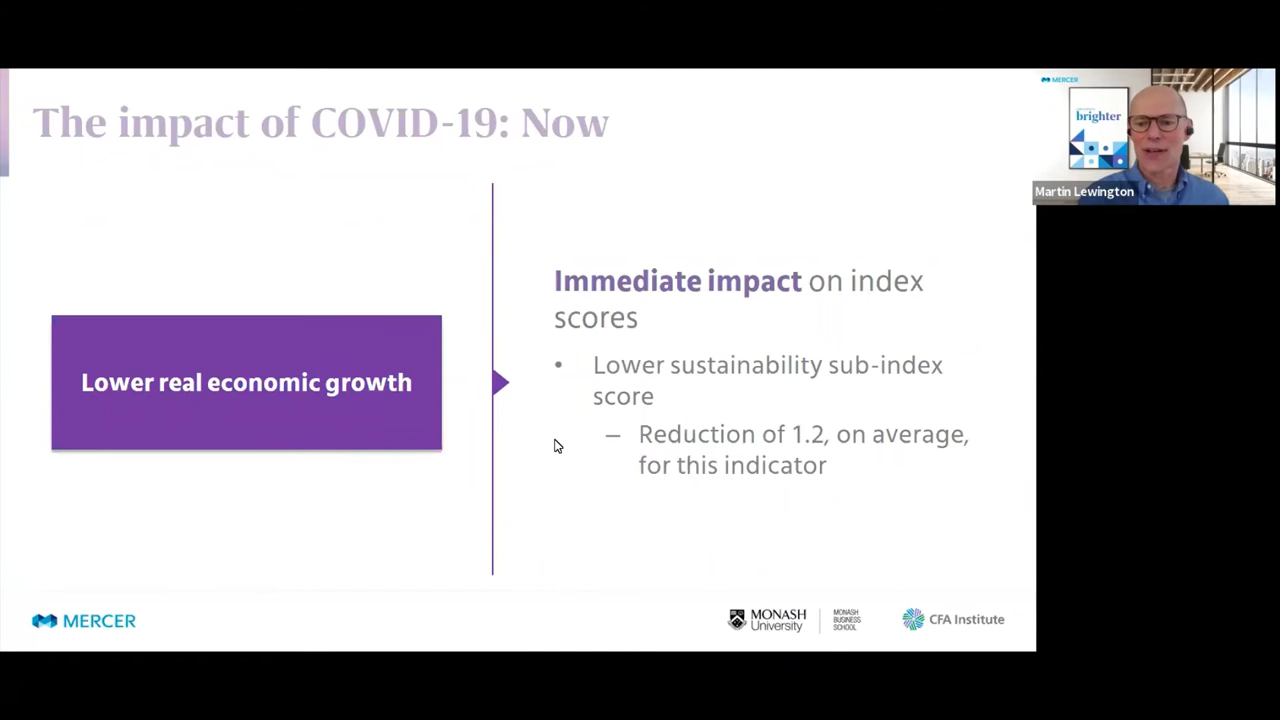 The impact of COVID-19: Now
MERCER
brighter
Martin Lewington
Lower real economic growth
Immediate impact on index
scores
• Lower sustainability sub-index
score
– Reduction of 1.2, on average,
for this indicator
MERCER
MONASH
University
MONASH
BUSINESS
SCHOOL
CFA Institute